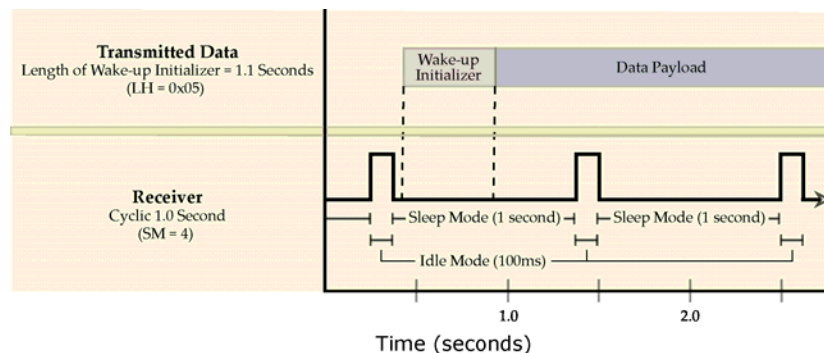 Transmitted Data
Length of Wake-up Initializer = 1.1 Seconds
(LH = 0x05)
Wake-up
Initializer
Data Payload
Receiver
Cyclic 1.0 Second
(SM = 4)
Sleep Mode (1 second)
Sleep Mode (1 second)
Idle Mode (100ms)
1.0
2.0
Time (seconds)